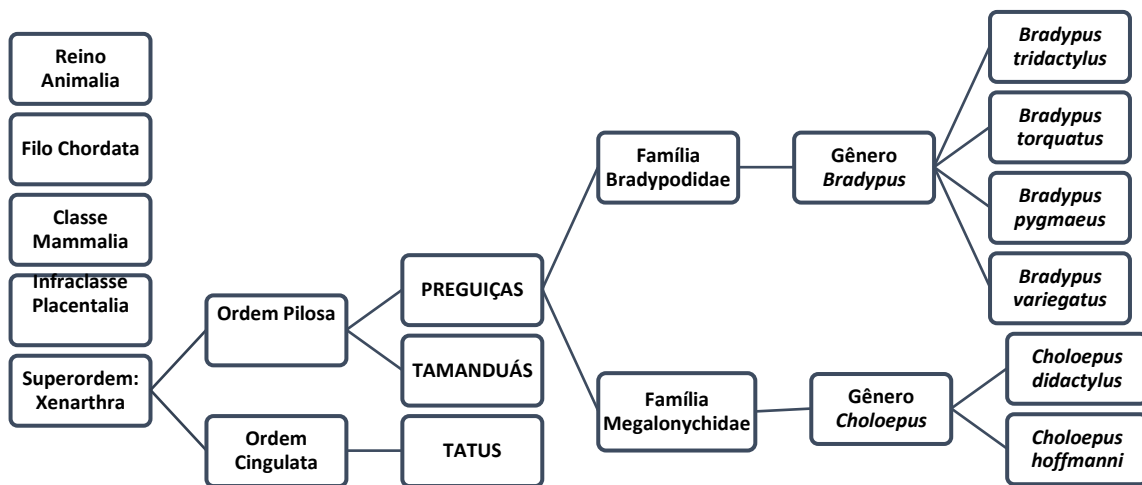 Reino
Animalia
Filo Chordata
Classe
Mammalia
Infraclasse
Placentalia
Superordem:
Xenarthra
Ordem Pilosa
Ordem
Cingulata
PREGUIÇAS
TAMANDUÁS
TATUS
Família
Bradypodidae
Família
Megalonychidae
Gênero
Bradypus
Gênero
Choloepus
Bradypus
tridactylus
Bradypus
torquatus
Bradypus
pygmaeus
Bradypus
variegatus
Choloepus
didactylus
Choloepus
hoffmanni